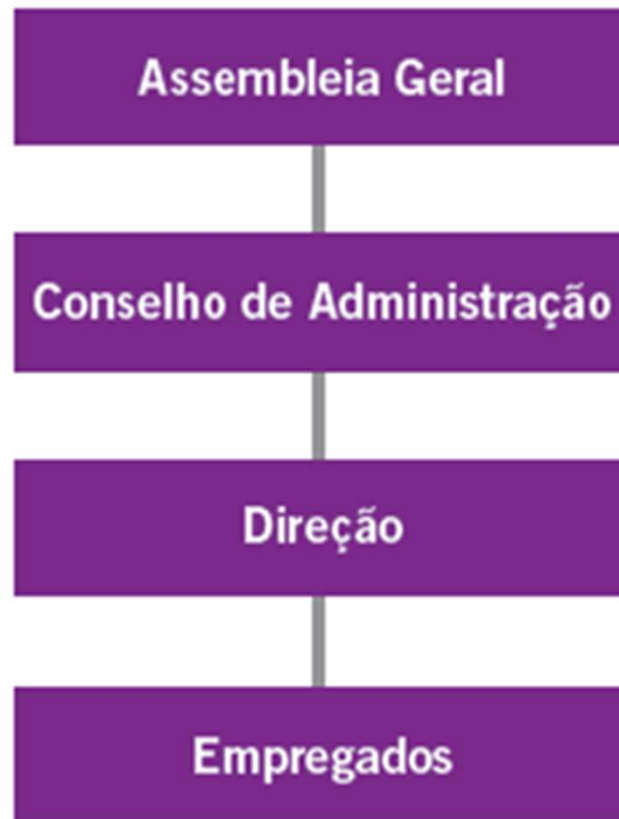 Assembleia Geral
Conselho de Administração
Direção
Empregados